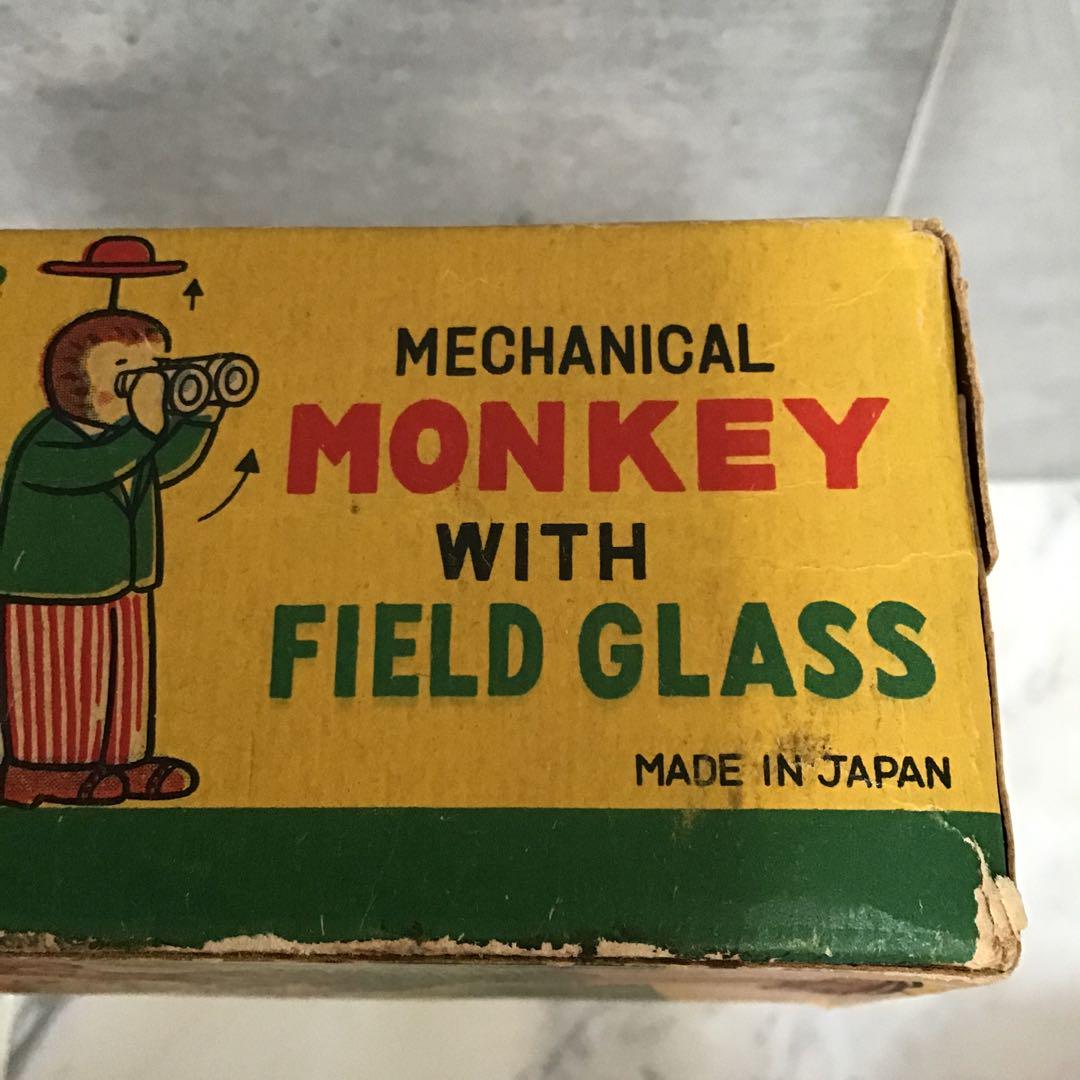 MECHANICAL
MONKEY
WITH
FIELD GLASS
MADE IN JAPAN